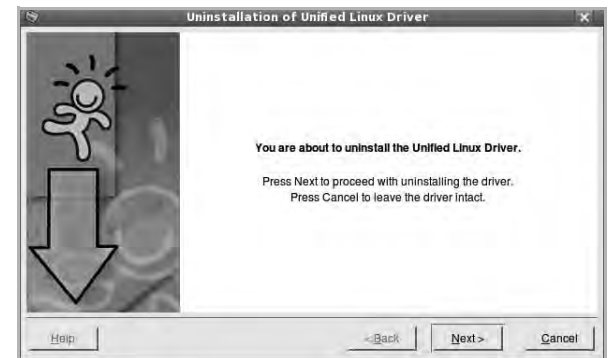 Uninstallation of Unified Linux Driver
You are about to uninstall the Unified Linux Driver.
Press Next to proceed with uninstalling the driver.
Press Cancel to leave the driver intact.
Help
<Back
Next >
Cancel